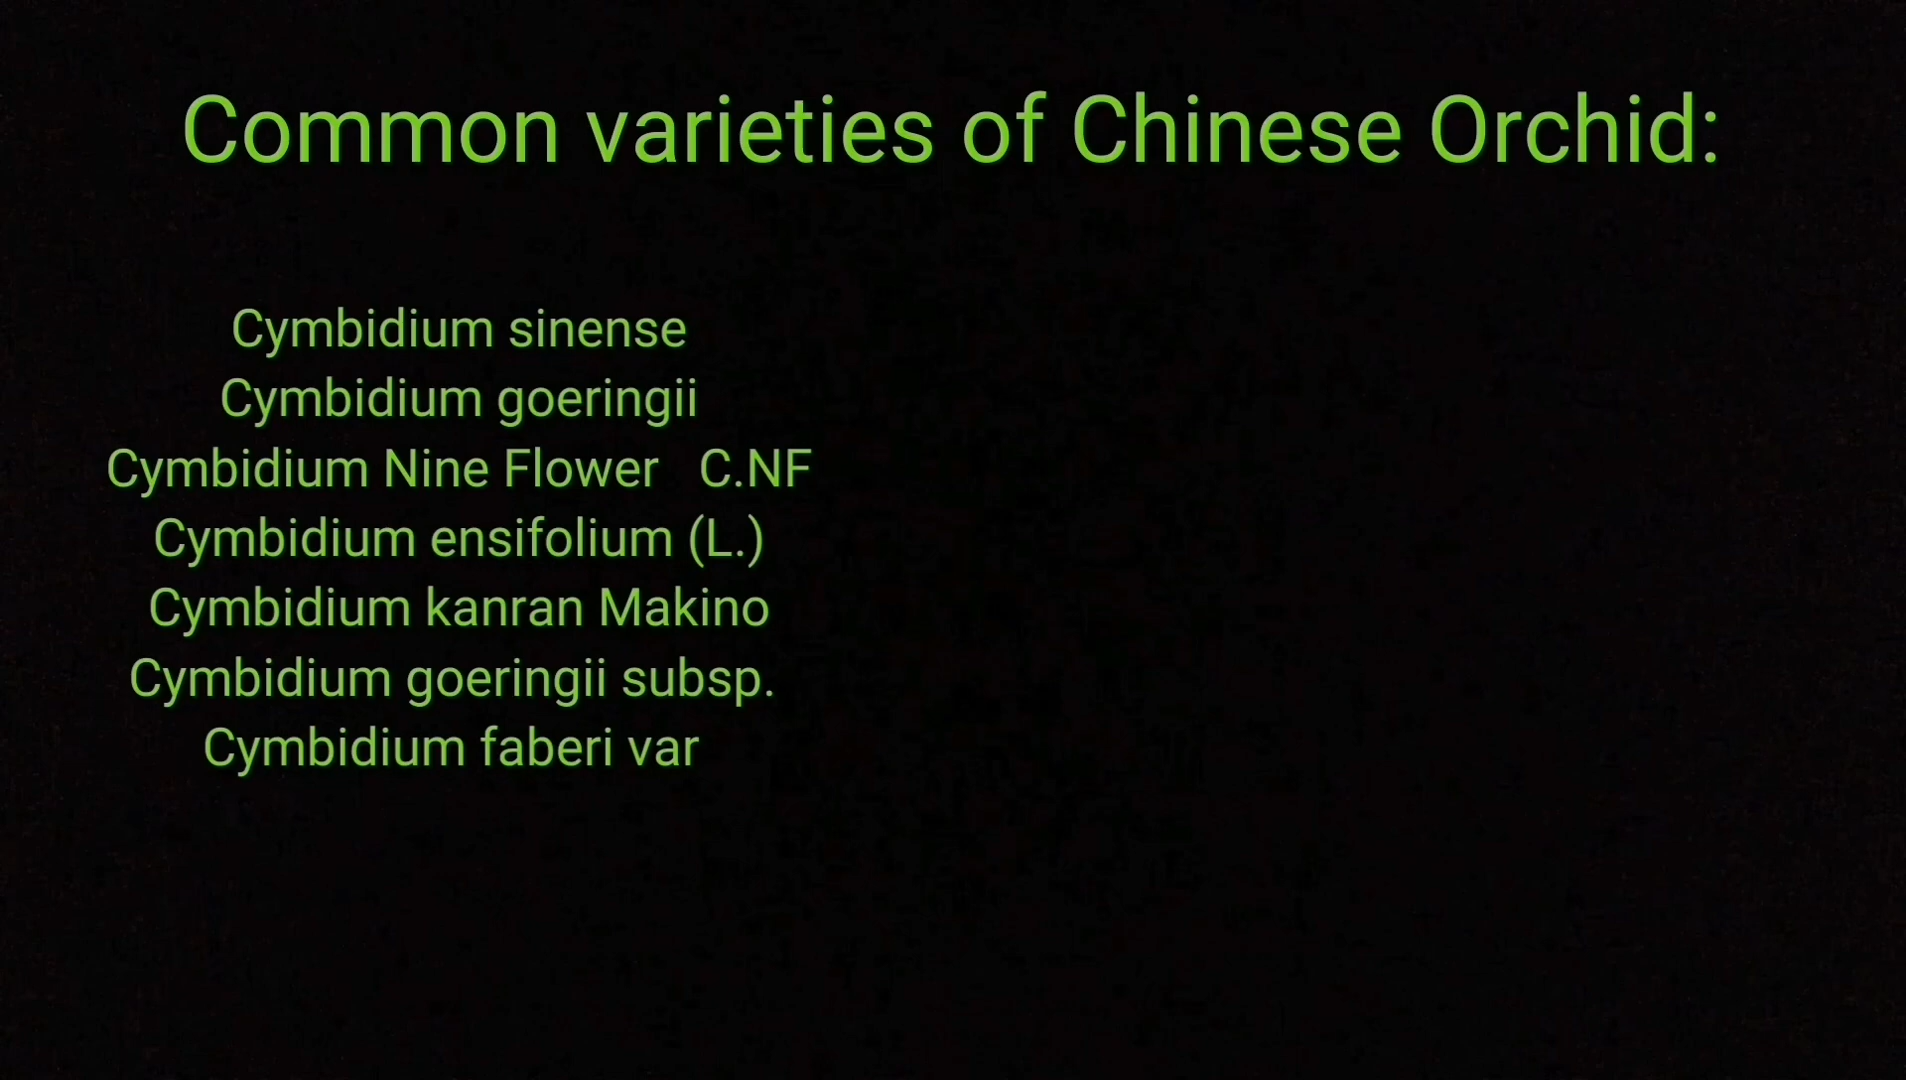 Common varieties of Chinese Orchid:
Cymbidium sinense
Cymbidium goeringii
Cymbidium Nine Flower   C.NF
Cymbidium ensifolium (L.)
Cymbidium kanran Makino
Cymbidium goeringii subsp.
Cymbidium faberi var